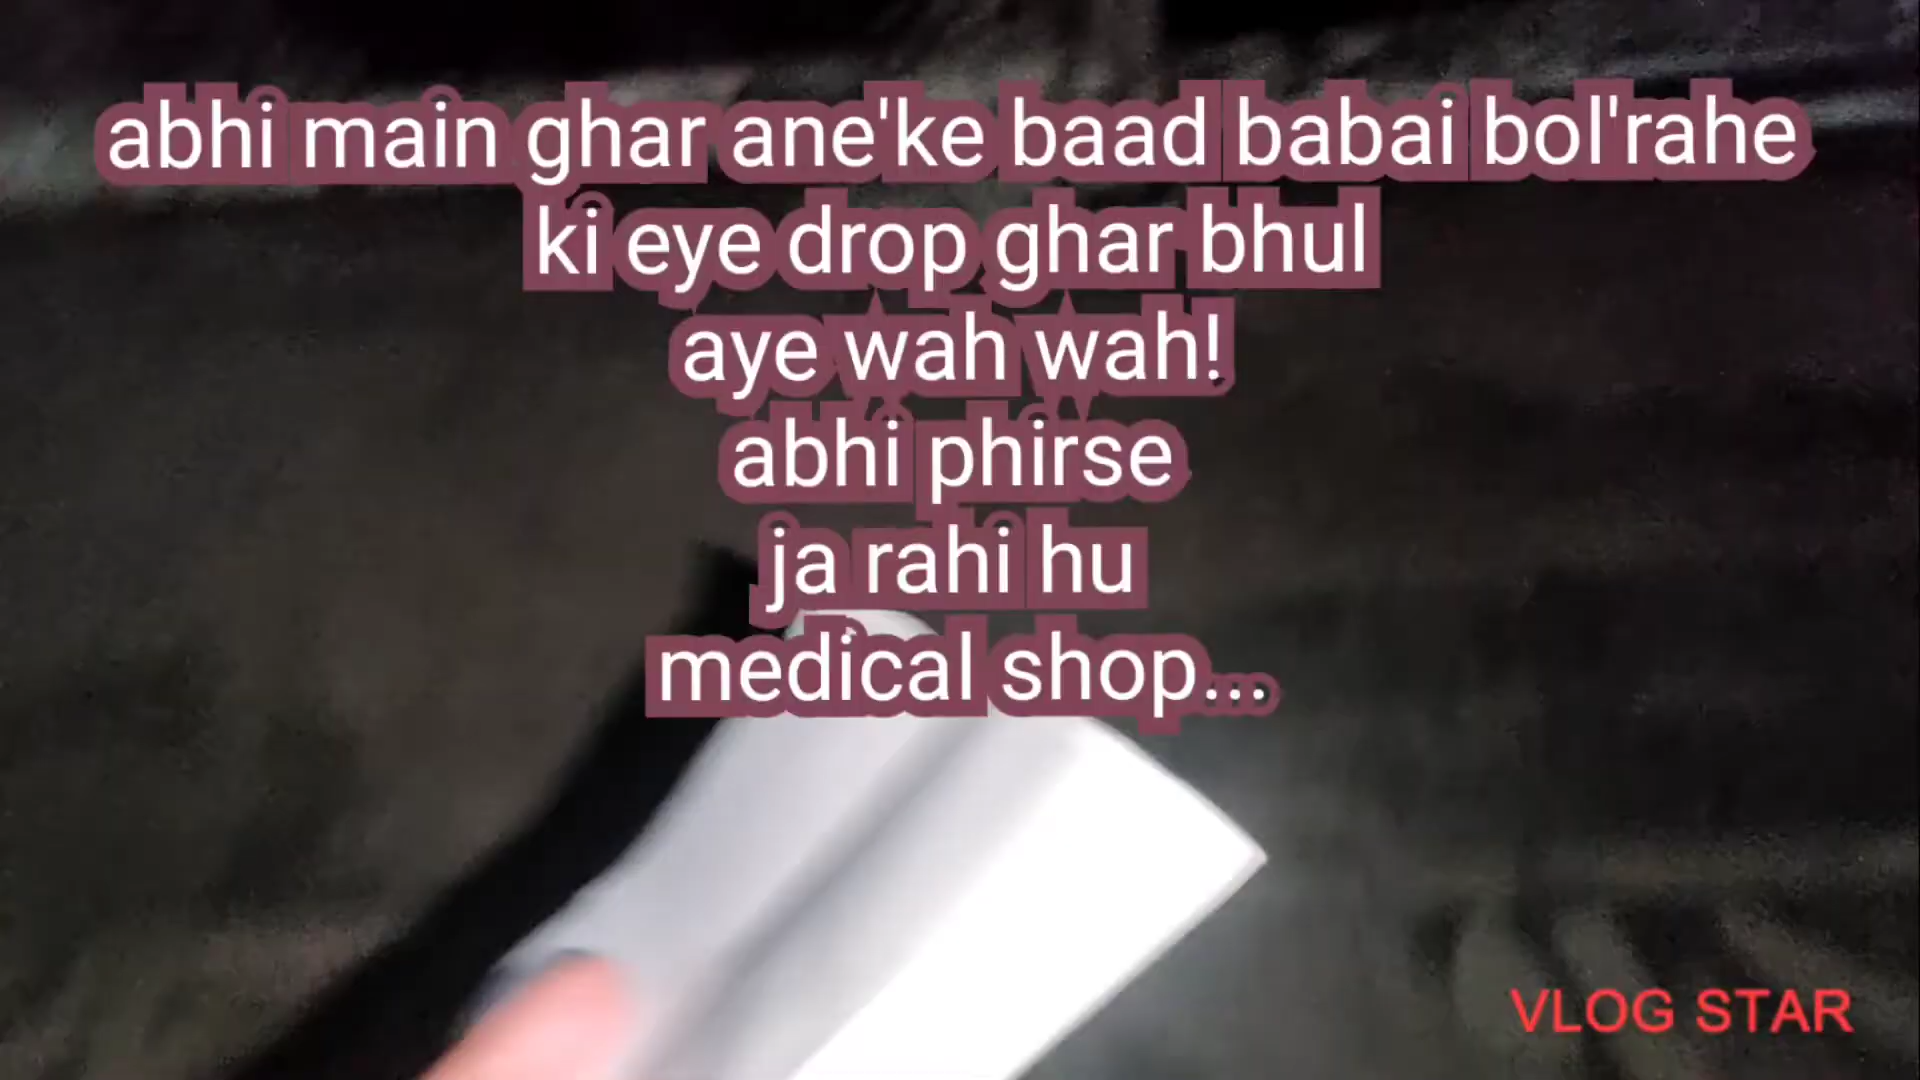 abhi main ghar ane'ke baad babai bol'rahe
ki eye drop ghar bhul
aye wah wah!
abhi phirse
ja rahi hu
medical shop...
VLOG STAR